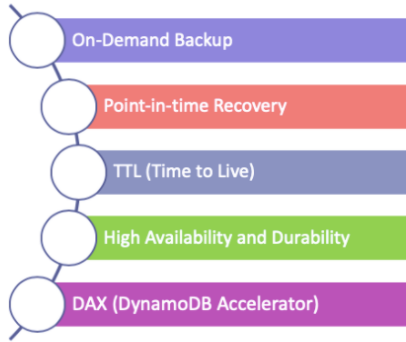 On-Demand Backup
Point-in-time Recovery
TTL (Time to Live)
High Availability and Durability
DAX (DynamoDB Accelerator)